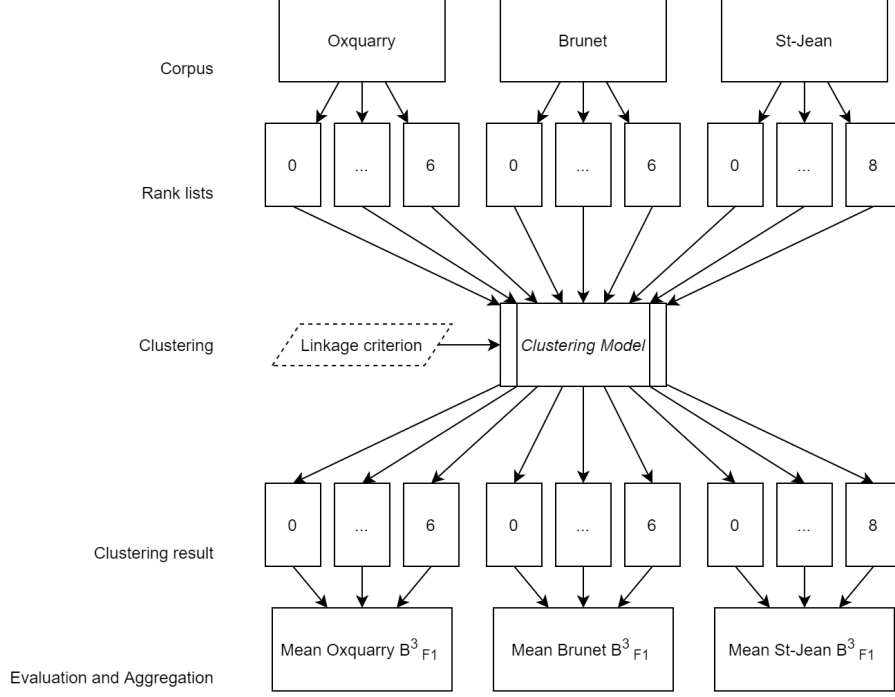 Oxquarry Brunet St-Jean
Corpus
0 ... 6 0 ... 6 0 ... 8
Rank lists
Clustering Linkage criterion Clustering Model
0 ... 6 0 ... 6 0 ... 8
Clustering result
Mean Oxquarry B³ F1 Mean Brunet B³ F1 Mean St-Jean B³ F1
Evaluation and Aggregation